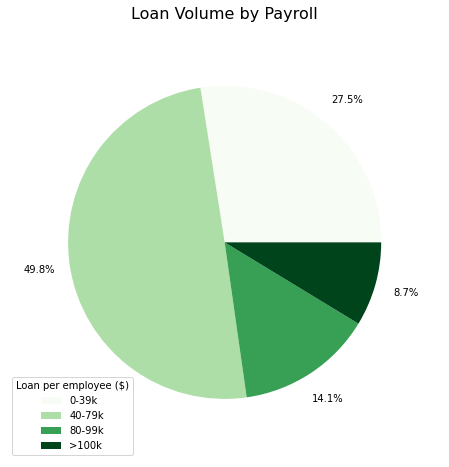 Loan Volume by Payroll
27.5%
49.8%
8.7%
14.1%
Loan per employee ($)
0-39k
40-79k
80-99k
>100k